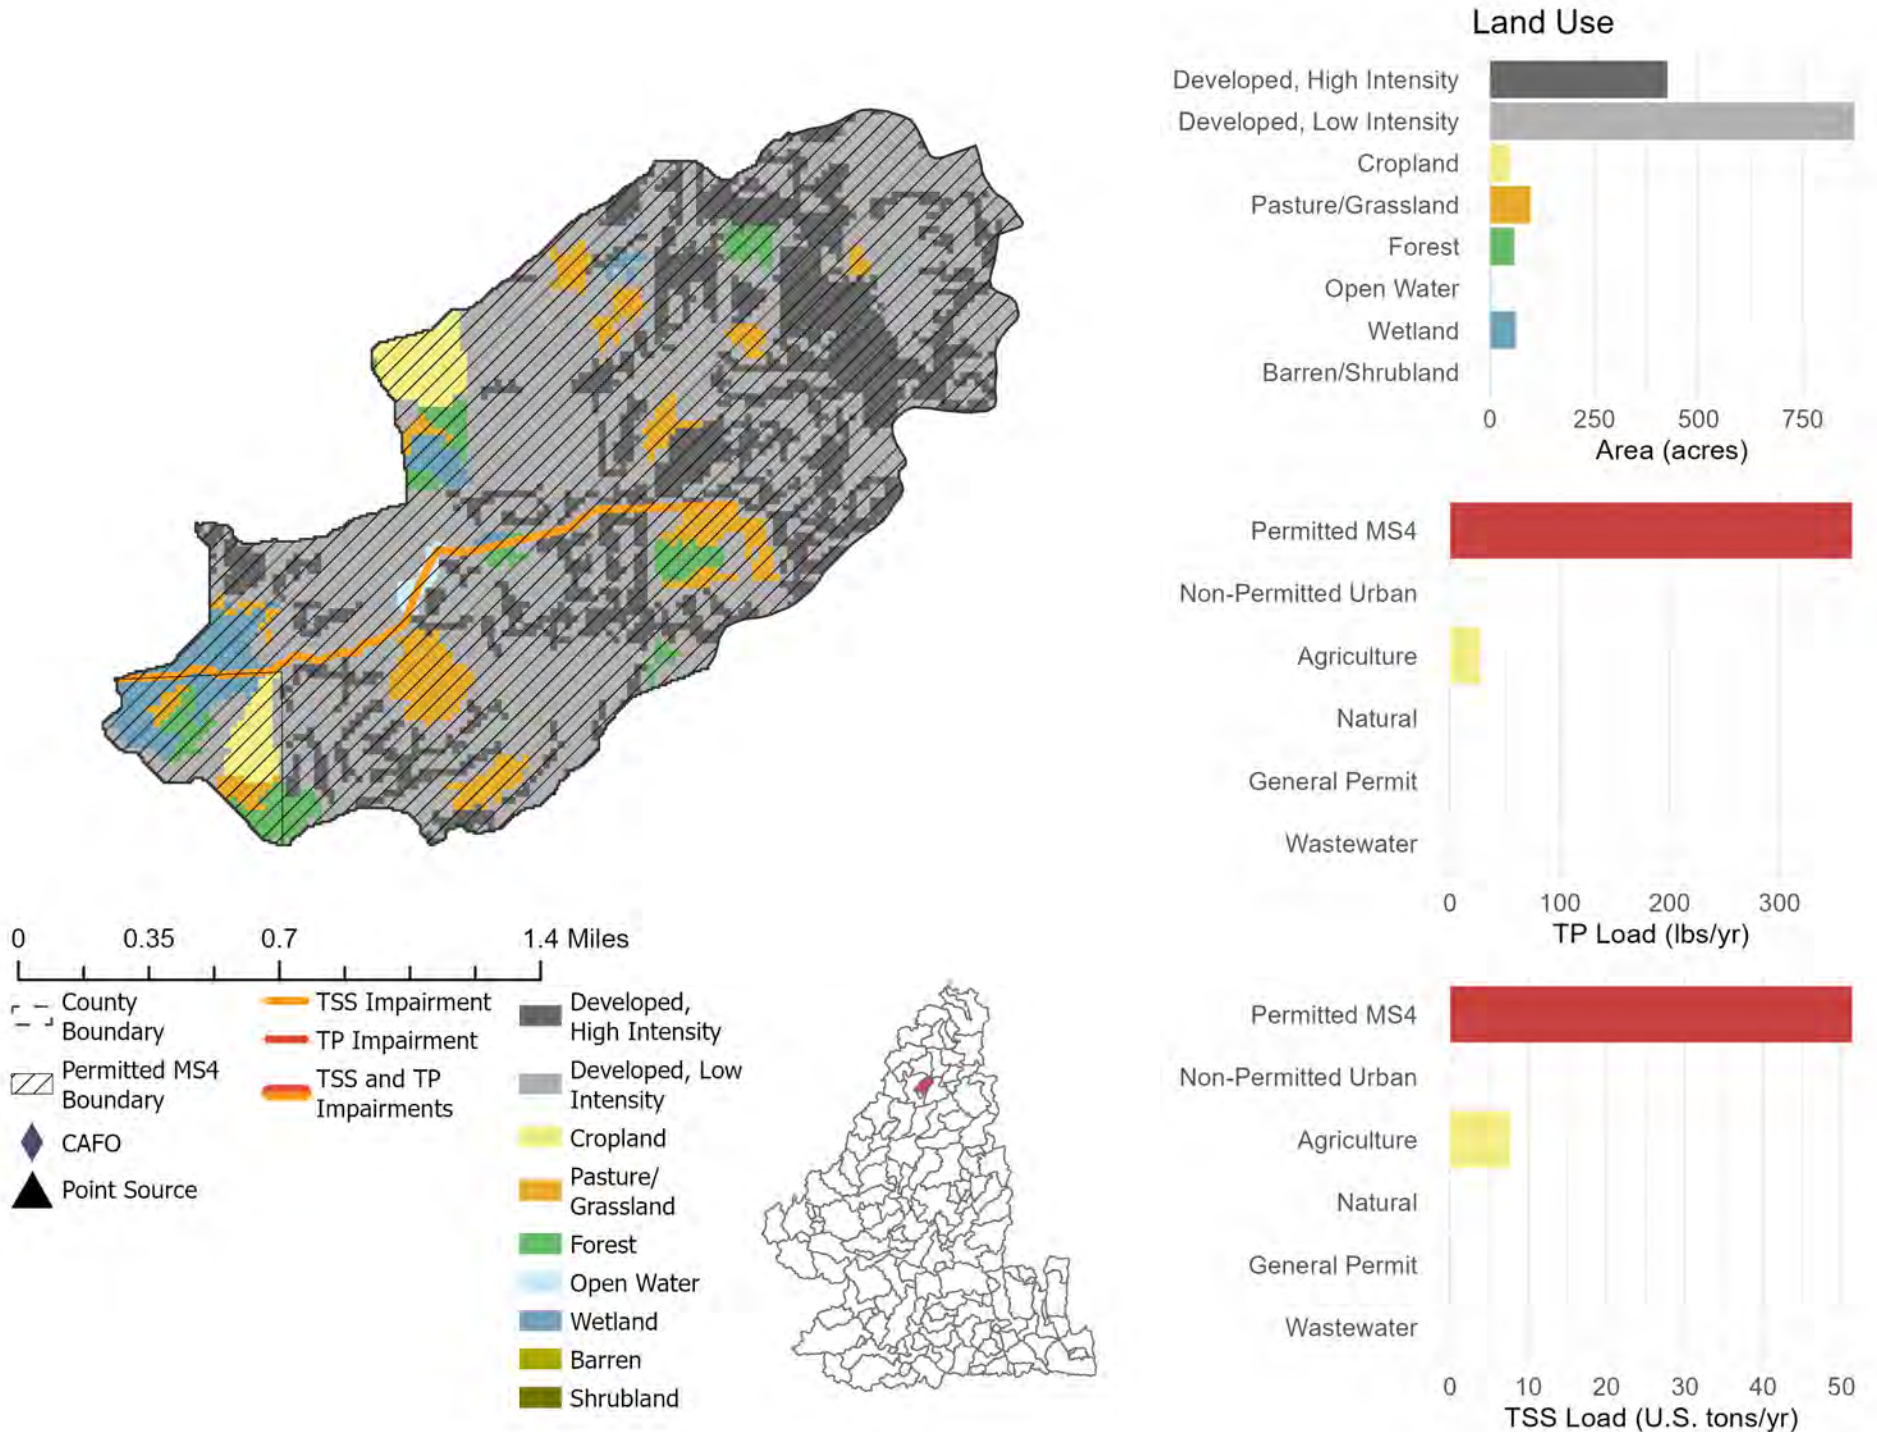 Land Use
Developed, High Intensity
Developed, Low Intensity
Cropland
Pasture/Grassland
Forest
Open Water
Wetland
Barren/Shrubland
0 250 500 750
Area (acres)
Permitted MS4
Non-Permitted Urban
Agriculture
Natural
General Permit
Wastewater
0 100 200 300
TP Load (lbs/yr)
Permitted MS4
Non-Permitted Urban
Agriculture
Natural
General Permit
Wastewater
0 10 20 30 40 50
TSS Load (U.S. tons/yr)
0 0.35 0.7 1.4 Miles
County
Boundary
Permitted MS4
Boundary
CAFO
Point Source
TSS Impairment
TP Impairment
TSS and TP
Impairments
Developed,
High Intensity
Developed, Low
Intensity
Cropland
Pasture/
Grassland
Forest
Open Water
Wetland
Barren
Shrubland